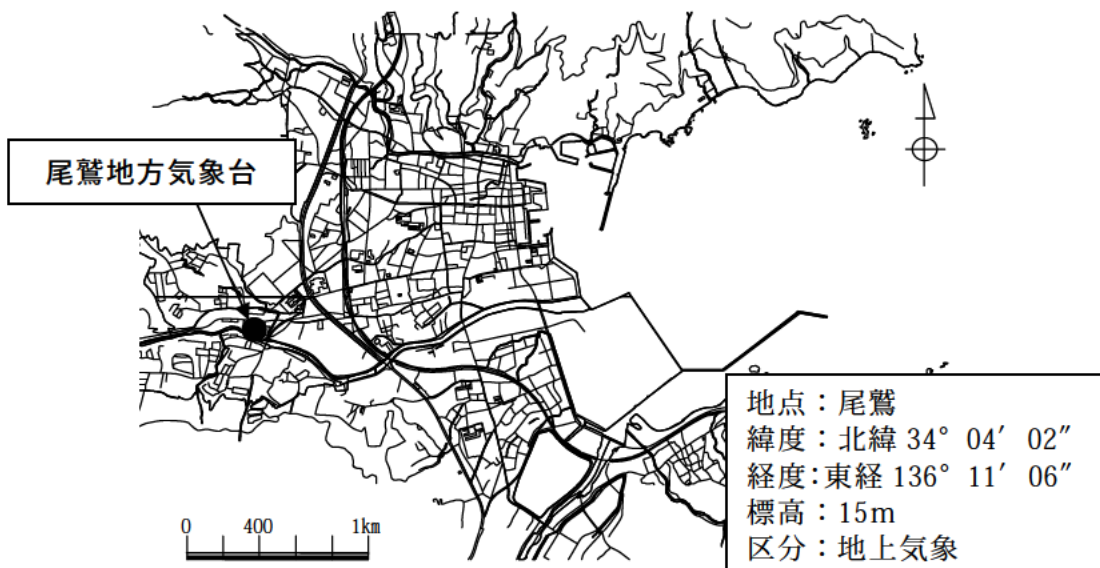 尾鷲地方気象台
地点:尾鷲
緯度:北緯 34° 04′ 02″
経度:東経 136° 11′ 06″
標高:15m
区分:地上気象
0 400 1km